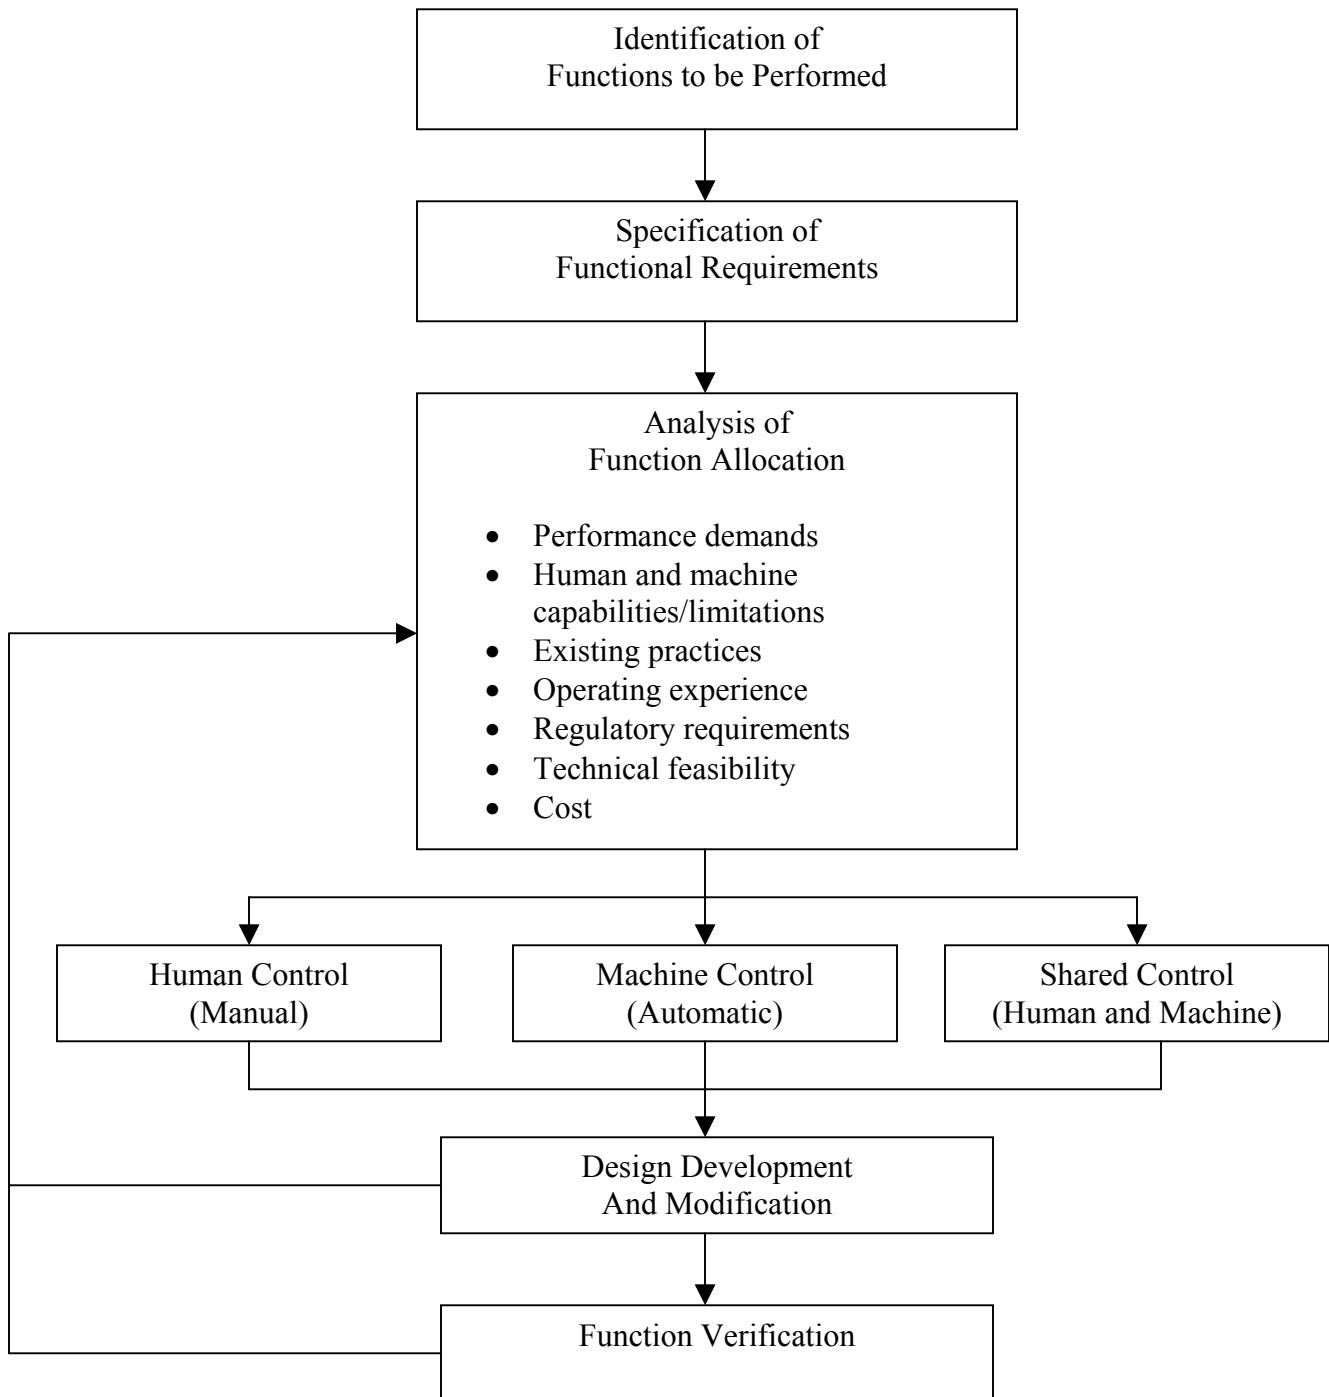 Identification of
Functions to be Performed
Specification of
Functional Requirements
Analysis of
Function Allocation
• Performance demands
• Human and machine
capabilities/limitations
• Existing practices
• Operating experience
• Regulatory requirements
• Technical feasibility
• Cost
Human Control
(Manual)
Machine Control
(Automatic)
Shared Control
(Human and Machine)
Design Development
And Modification
Function Verification